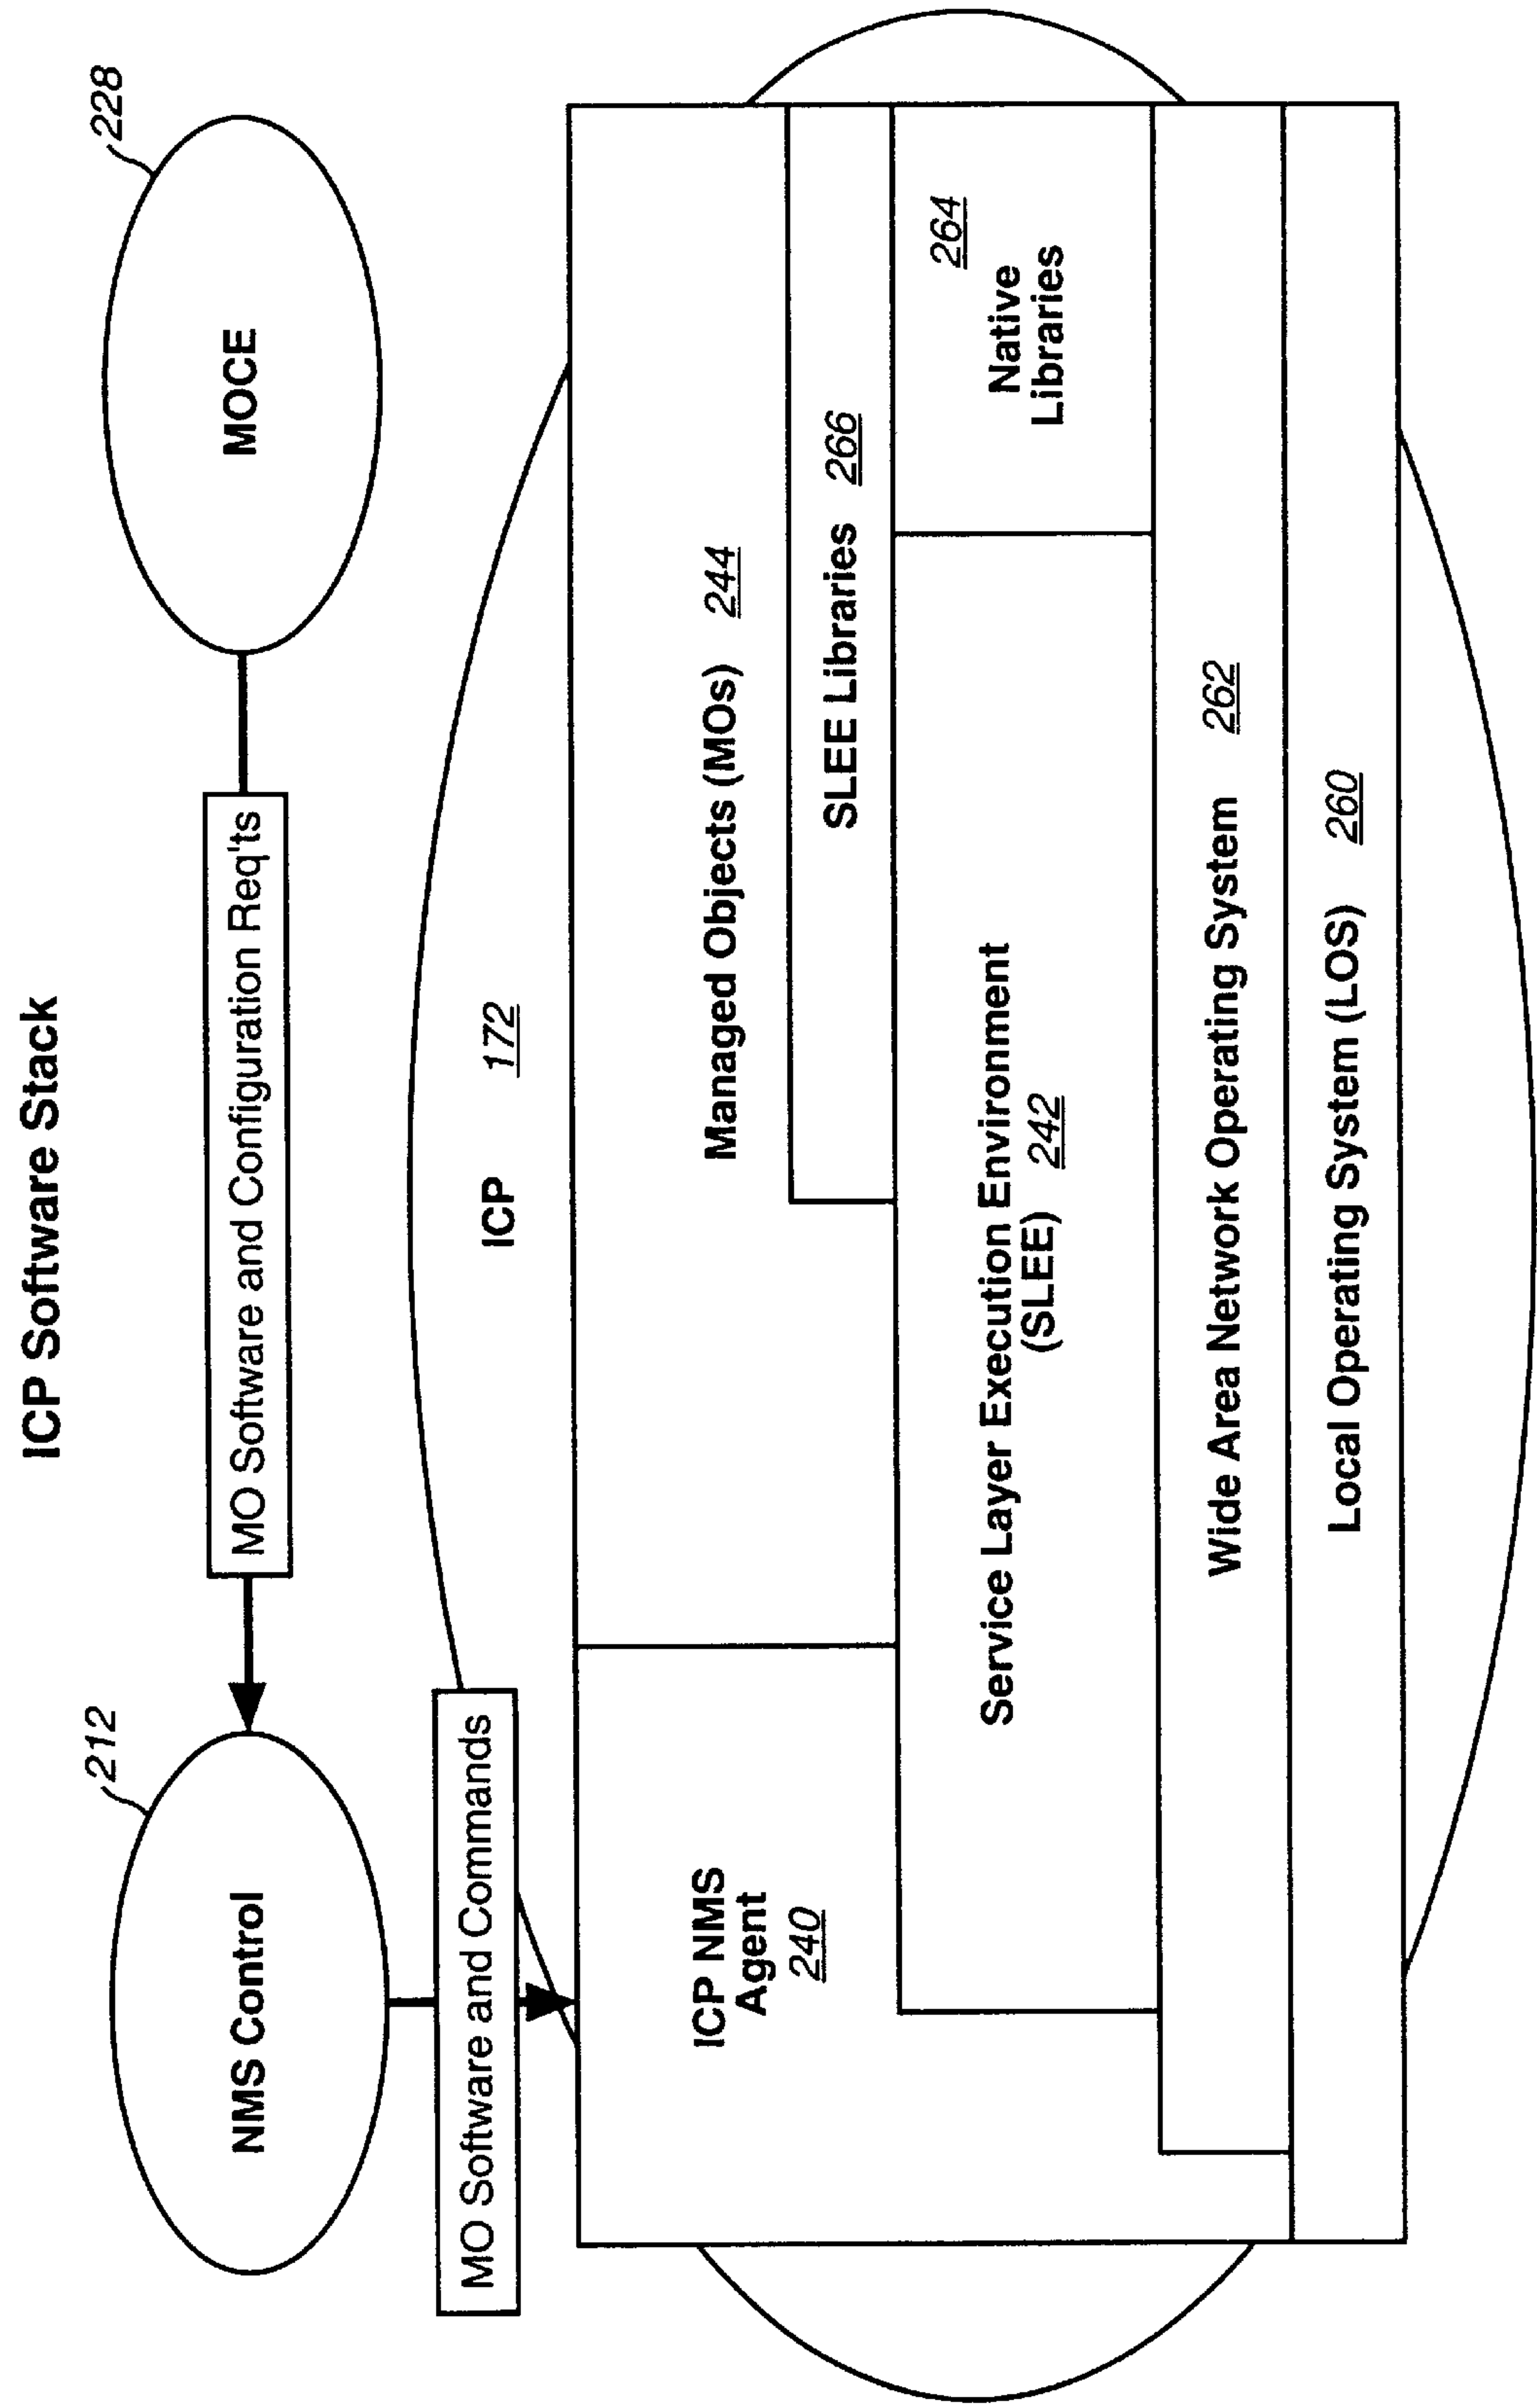 ICP Software Stack
212
228
NMS Control
MO Software and Configuration Req'ts
MOCE
MO Software and Commands
ICP 172
ICP NMS
Agent
240
Managed Objects (MOs) 244
SLEE Libraries 266
Service Layer Execution Environment
(SLEE) 242
264
Native
Libraries
Wide Area Network Operating System 262
Local Operating System (LOS) 260